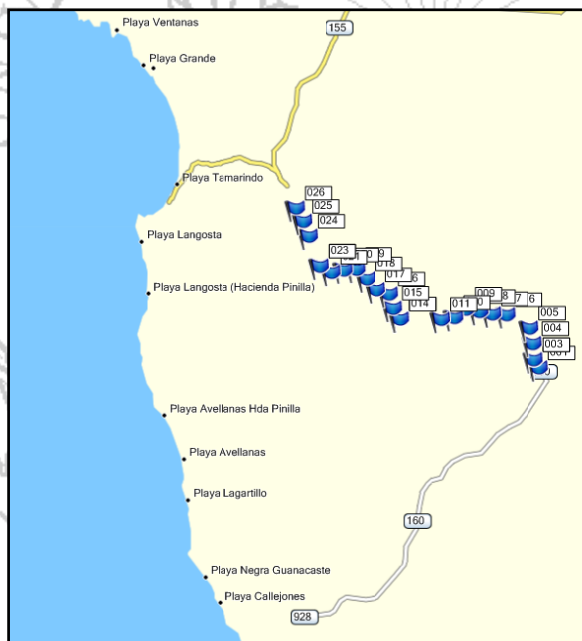 Playa Ventanas
155
Playa Grande
Playa Tamarindo
026
025
024
Playa Langosta
023
018
017
Playa Langosta (Hacienda Pinilla)
015
014
009
011
005
004
003
Playa Avellanas Hda Pinilla
Playa Avellanas
Playa Lagartillo
160
Playa Negra Guanacaste
Playa Callejones
928